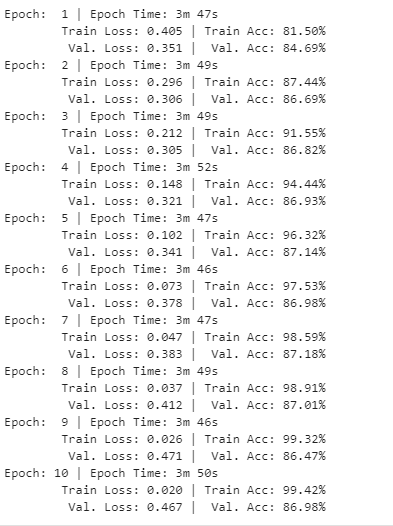 Epoch:  1 | Epoch Time: 3m 47s
        Train Loss: 0.405 | Train Acc: 81.50%
         Val. Loss: 0.351 |  Val. Acc: 84.69%
Epoch:  2 | Epoch Time: 3m 49s
        Train Loss: 0.296 | Train Acc: 87.44%
         Val. Loss: 0.306 |  Val. Acc: 86.69%
Epoch:  3 | Epoch Time: 3m 49s
        Train Loss: 0.212 | Train Acc: 91.55%
         Val. Loss: 0.305 |  Val. Acc: 86.82%
Epoch:  4 | Epoch Time: 3m 52s
        Train Loss: 0.148 | Train Acc: 94.44%
         Val. Loss: 0.321 |  Val. Acc: 86.93%
Epoch:  5 | Epoch Time: 3m 47s
        Train Loss: 0.102 | Train Acc: 96.32%
         Val. Loss: 0.341 |  Val. Acc: 87.14%
Epoch:  6 | Epoch Time: 3m 46s
        Train Loss: 0.073 | Train Acc: 97.53%
         Val. Loss: 0.378 |  Val. Acc: 86.98%
Epoch:  7 | Epoch Time: 3m 47s
        Train Loss: 0.047 | Train Acc: 98.59%
         Val. Loss: 0.383 |  Val. Acc: 87.18%
Epoch:  8 | Epoch Time: 3m 49s
        Train Loss: 0.037 | Train Acc: 98.91%
         Val. Loss: 0.412 |  Val. Acc: 87.01%
Epoch:  9 | Epoch Time: 3m 46s
        Train Loss: 0.026 | Train Acc: 99.32%
         Val. Loss: 0.471 |  Val. Acc: 86.47%
Epoch: 10 | Epoch Time: 3m 50s
        Train Loss: 0.020 | Train Acc: 99.42%
         Val. Loss: 0.467 |  Val. Acc: 86.98%